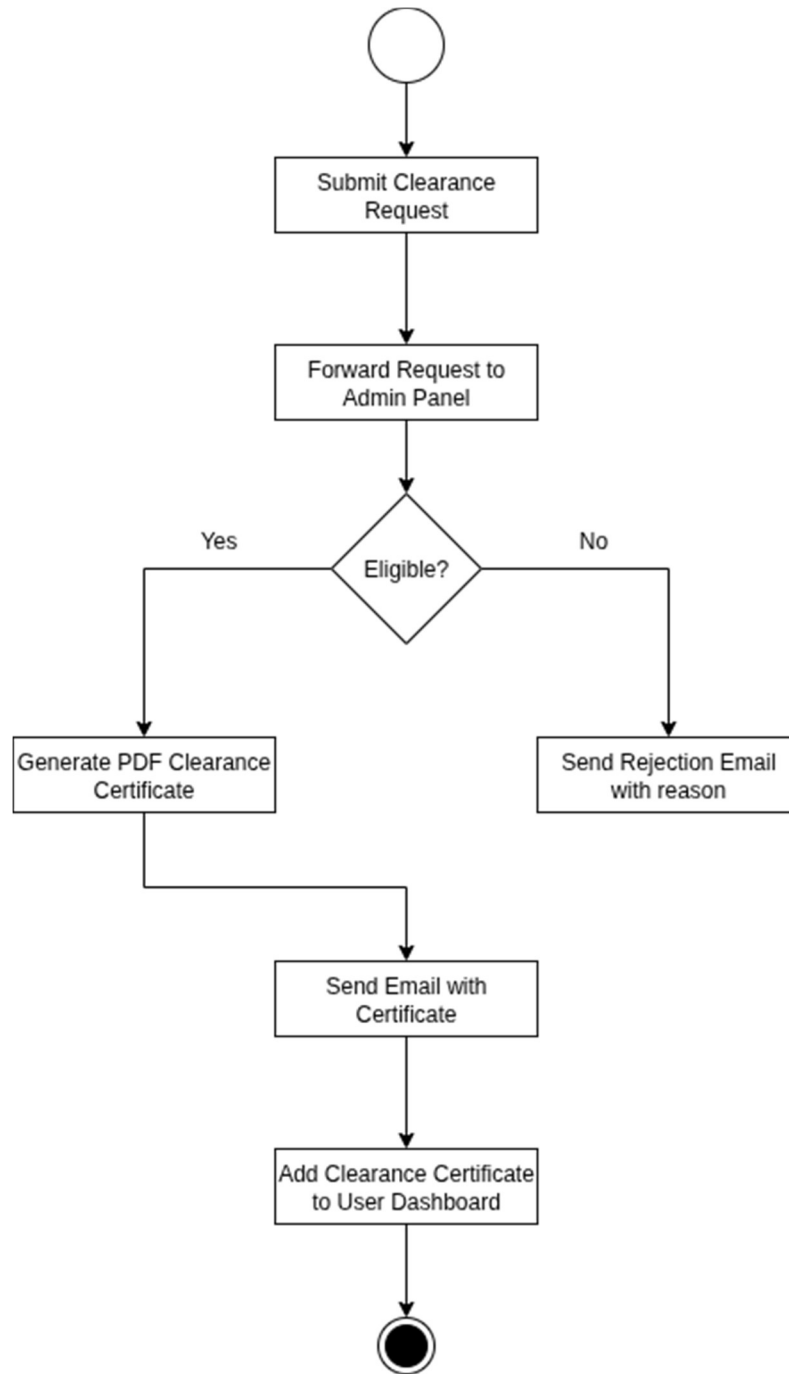 Submit Clearance
Request
Forward Request to
Admin Panel
Yes
Eligible?
No
Generate PDF Clearance
Certificate
Send Rejection Email
with reason
Send Email with
Certificate
Add Clearance Certificate
to User Dashboard